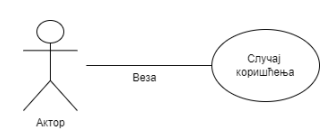 Случај
коришћења
Веза
Актор